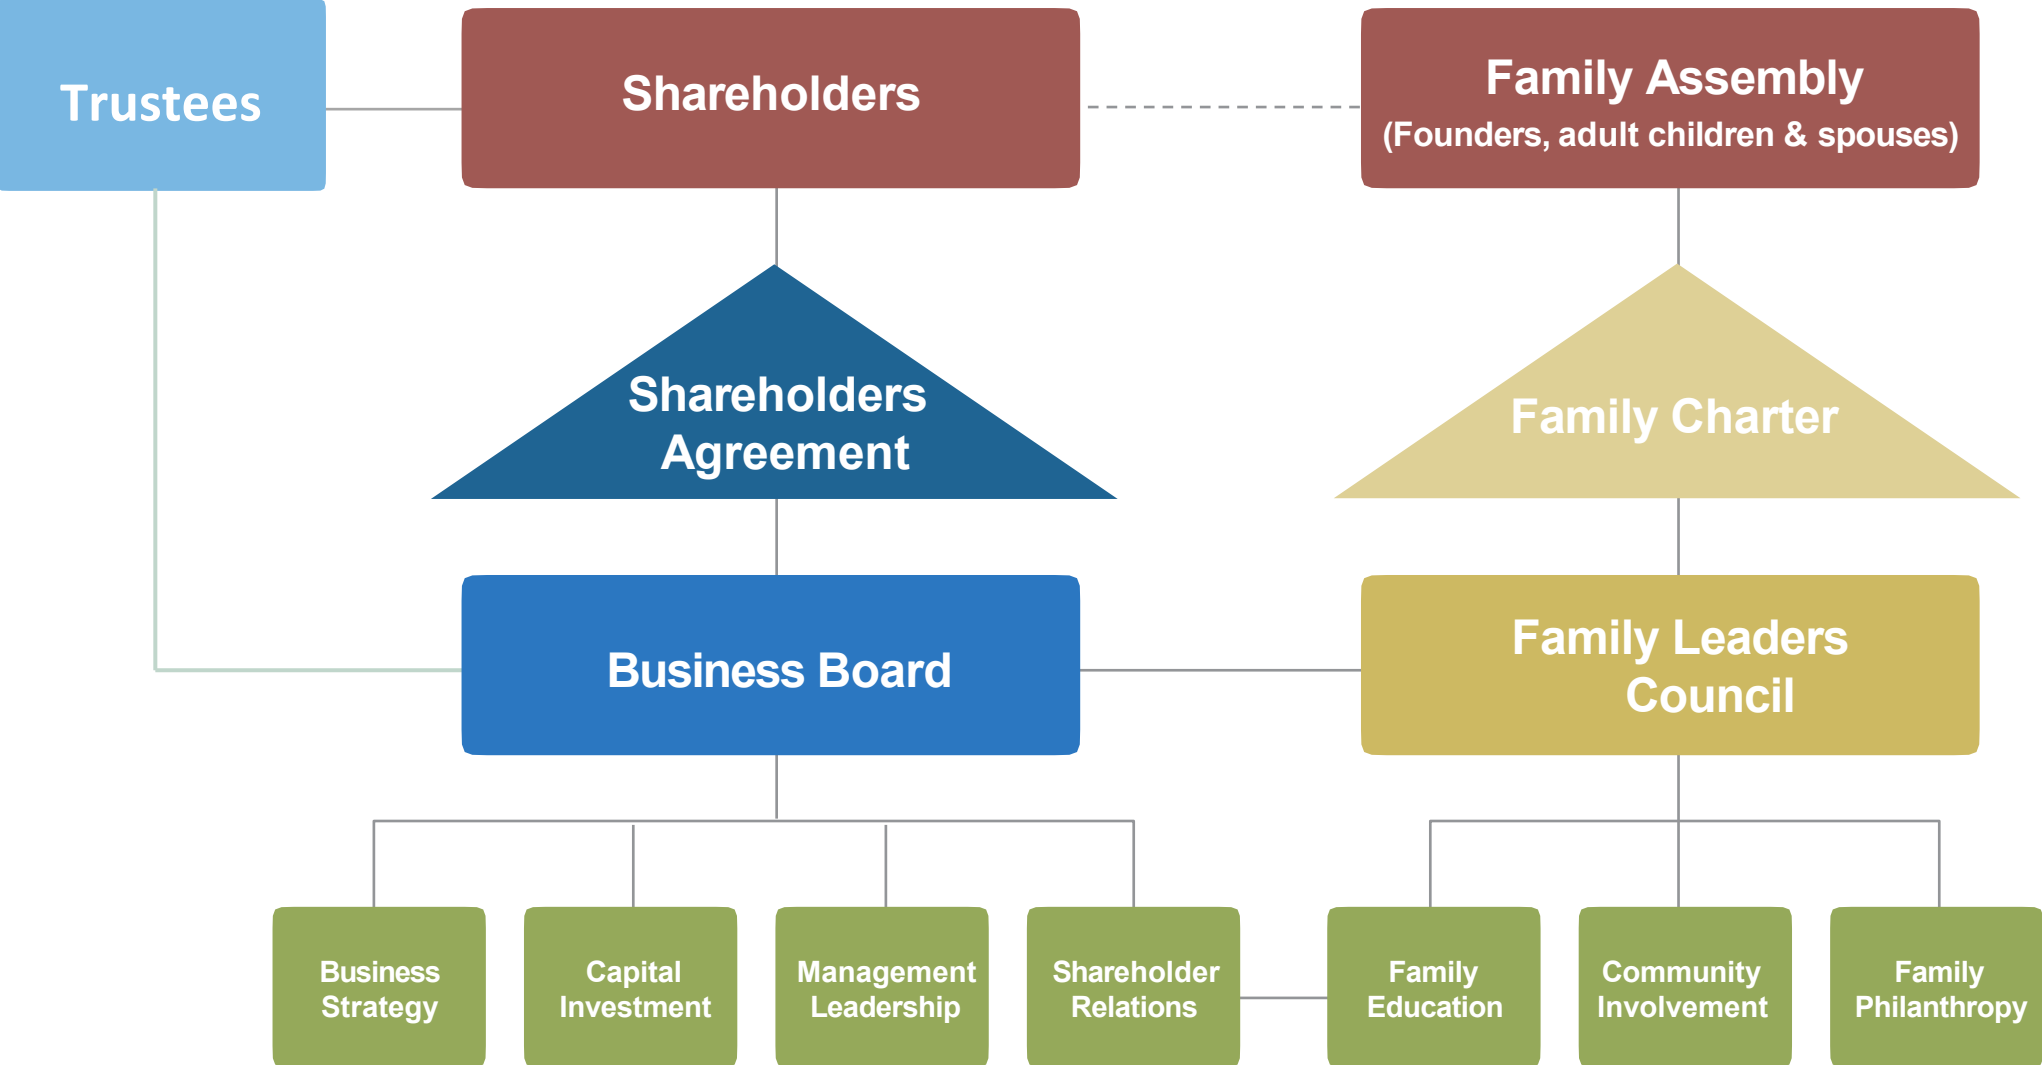 Trustees
Shareholders
Family Assembly
(Founders, adult children & spouses)
Shareholders
Agreement
Family Charter
Business Board
Family Leaders
Council
Business
Strategy
Capital
Investment
Management
Leadership
Shareholder
Relations
Family
Education
Community
Involvement
Family
Philanthropy